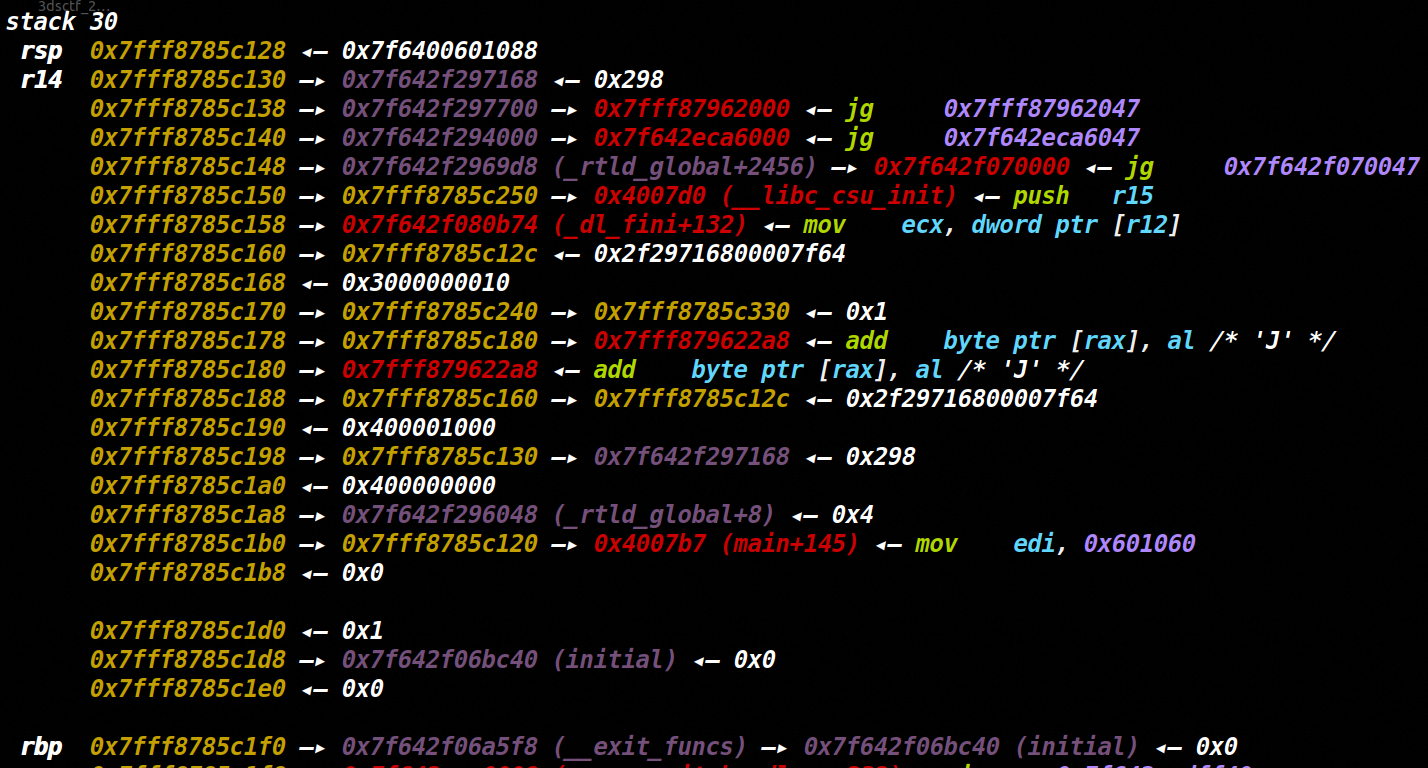 3dsctf_2...
stack 30
rsp 0x7fff8785c128 ◂— 0x7f6400601088
r14 0x7fff8785c130 —▸ 0x7f642f297168 ◂— 0x298
0x7fff8785c138 —▸ 0x7f642f297700 —▸ 0x7fff87962000 ◂— jg 0x7fff87962047
0x7fff8785c140 —▸ 0x7f642f294000 —▸ 0x7f642eca6000 ◂— jg 0x7f642eca6047
0x7fff8785c148 —▸ 0x7f642f2969d8 (_rtld_global+2456) —▸ 0x7f642f070000 ◂— jg 0x7f642f070047
0x7fff8785c150 —▸ 0x7fff8785c250 —▸ 0x4007d0 (__libc_csu_init) ◂— push r15
0x7fff8785c158 —▸ 0x7f642f080b74 (_dl_fini+132) ◂— mov ecx, dword ptr [r12]
0x7fff8785c160 —▸ 0x7fff8785c12c ◂— 0x2f29716800007f64
0x7fff8785c168 ◂— 0x3000000010
0x7fff8785c170 —▸ 0x7fff8785c240 —▸ 0x7fff8785c330 ◂— 0x1
0x7fff8785c178 —▸ 0x7fff8785c180 —▸ 0x7fff879622a8 ◂— add byte ptr [rax], al /* 'J' */
0x7fff8785c180 —▸ 0x7fff879622a8 ◂— add byte ptr [rax], al /* 'J' */
0x7fff8785c188 —▸ 0x7fff8785c160 —▸ 0x7fff8785c12c ◂— 0x2f29716800007f64
0x7fff8785c190 ◂— 0x400001000
0x7fff8785c198 —▸ 0x7fff8785c130 —▸ 0x7f642f297168 ◂— 0x298
0x7fff8785c1a0 ◂— 0x400000000
0x7fff8785c1a8 —▸ 0x7f642f296048 (_rtld_global+8) ◂— 0x4
0x7fff8785c1b0 —▸ 0x7fff8785c120 —▸ 0x4007b7 (main+145) ◂— mov edi, 0x601060
0x7fff8785c1b8 ◂— 0x0
0x7fff8785c1d0 ◂— 0x1
0x7fff8785c1d8 —▸ 0x7f642f06bc40 (initial) ◂— 0x0
0x7fff8785c1e0 ◂— 0x0
rbp 0x7fff8785c1f0 —▸ 0x7f642f06a5f8 (__exit_funcs) —▸ 0x7f642f06bc40 (initial) ◂— 0x0